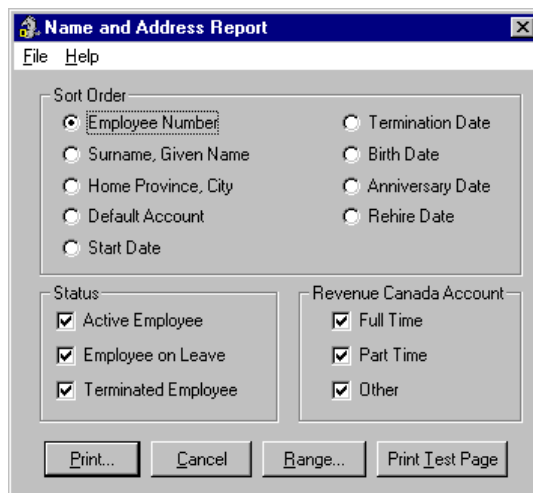 Name and Address Report
File Help
Sort Order
Employee Number
Surname, Given Name
Home Province, City
Default Account
Start Date
Termination Date
Birth Date
Anniversary Date
Rehire Date
Status
Active Employee
Employee on Leave
Terminated Employee
Revenue Canada Account
Full Time
Part Time
Other
Print... Cancel Range... Print Test Page